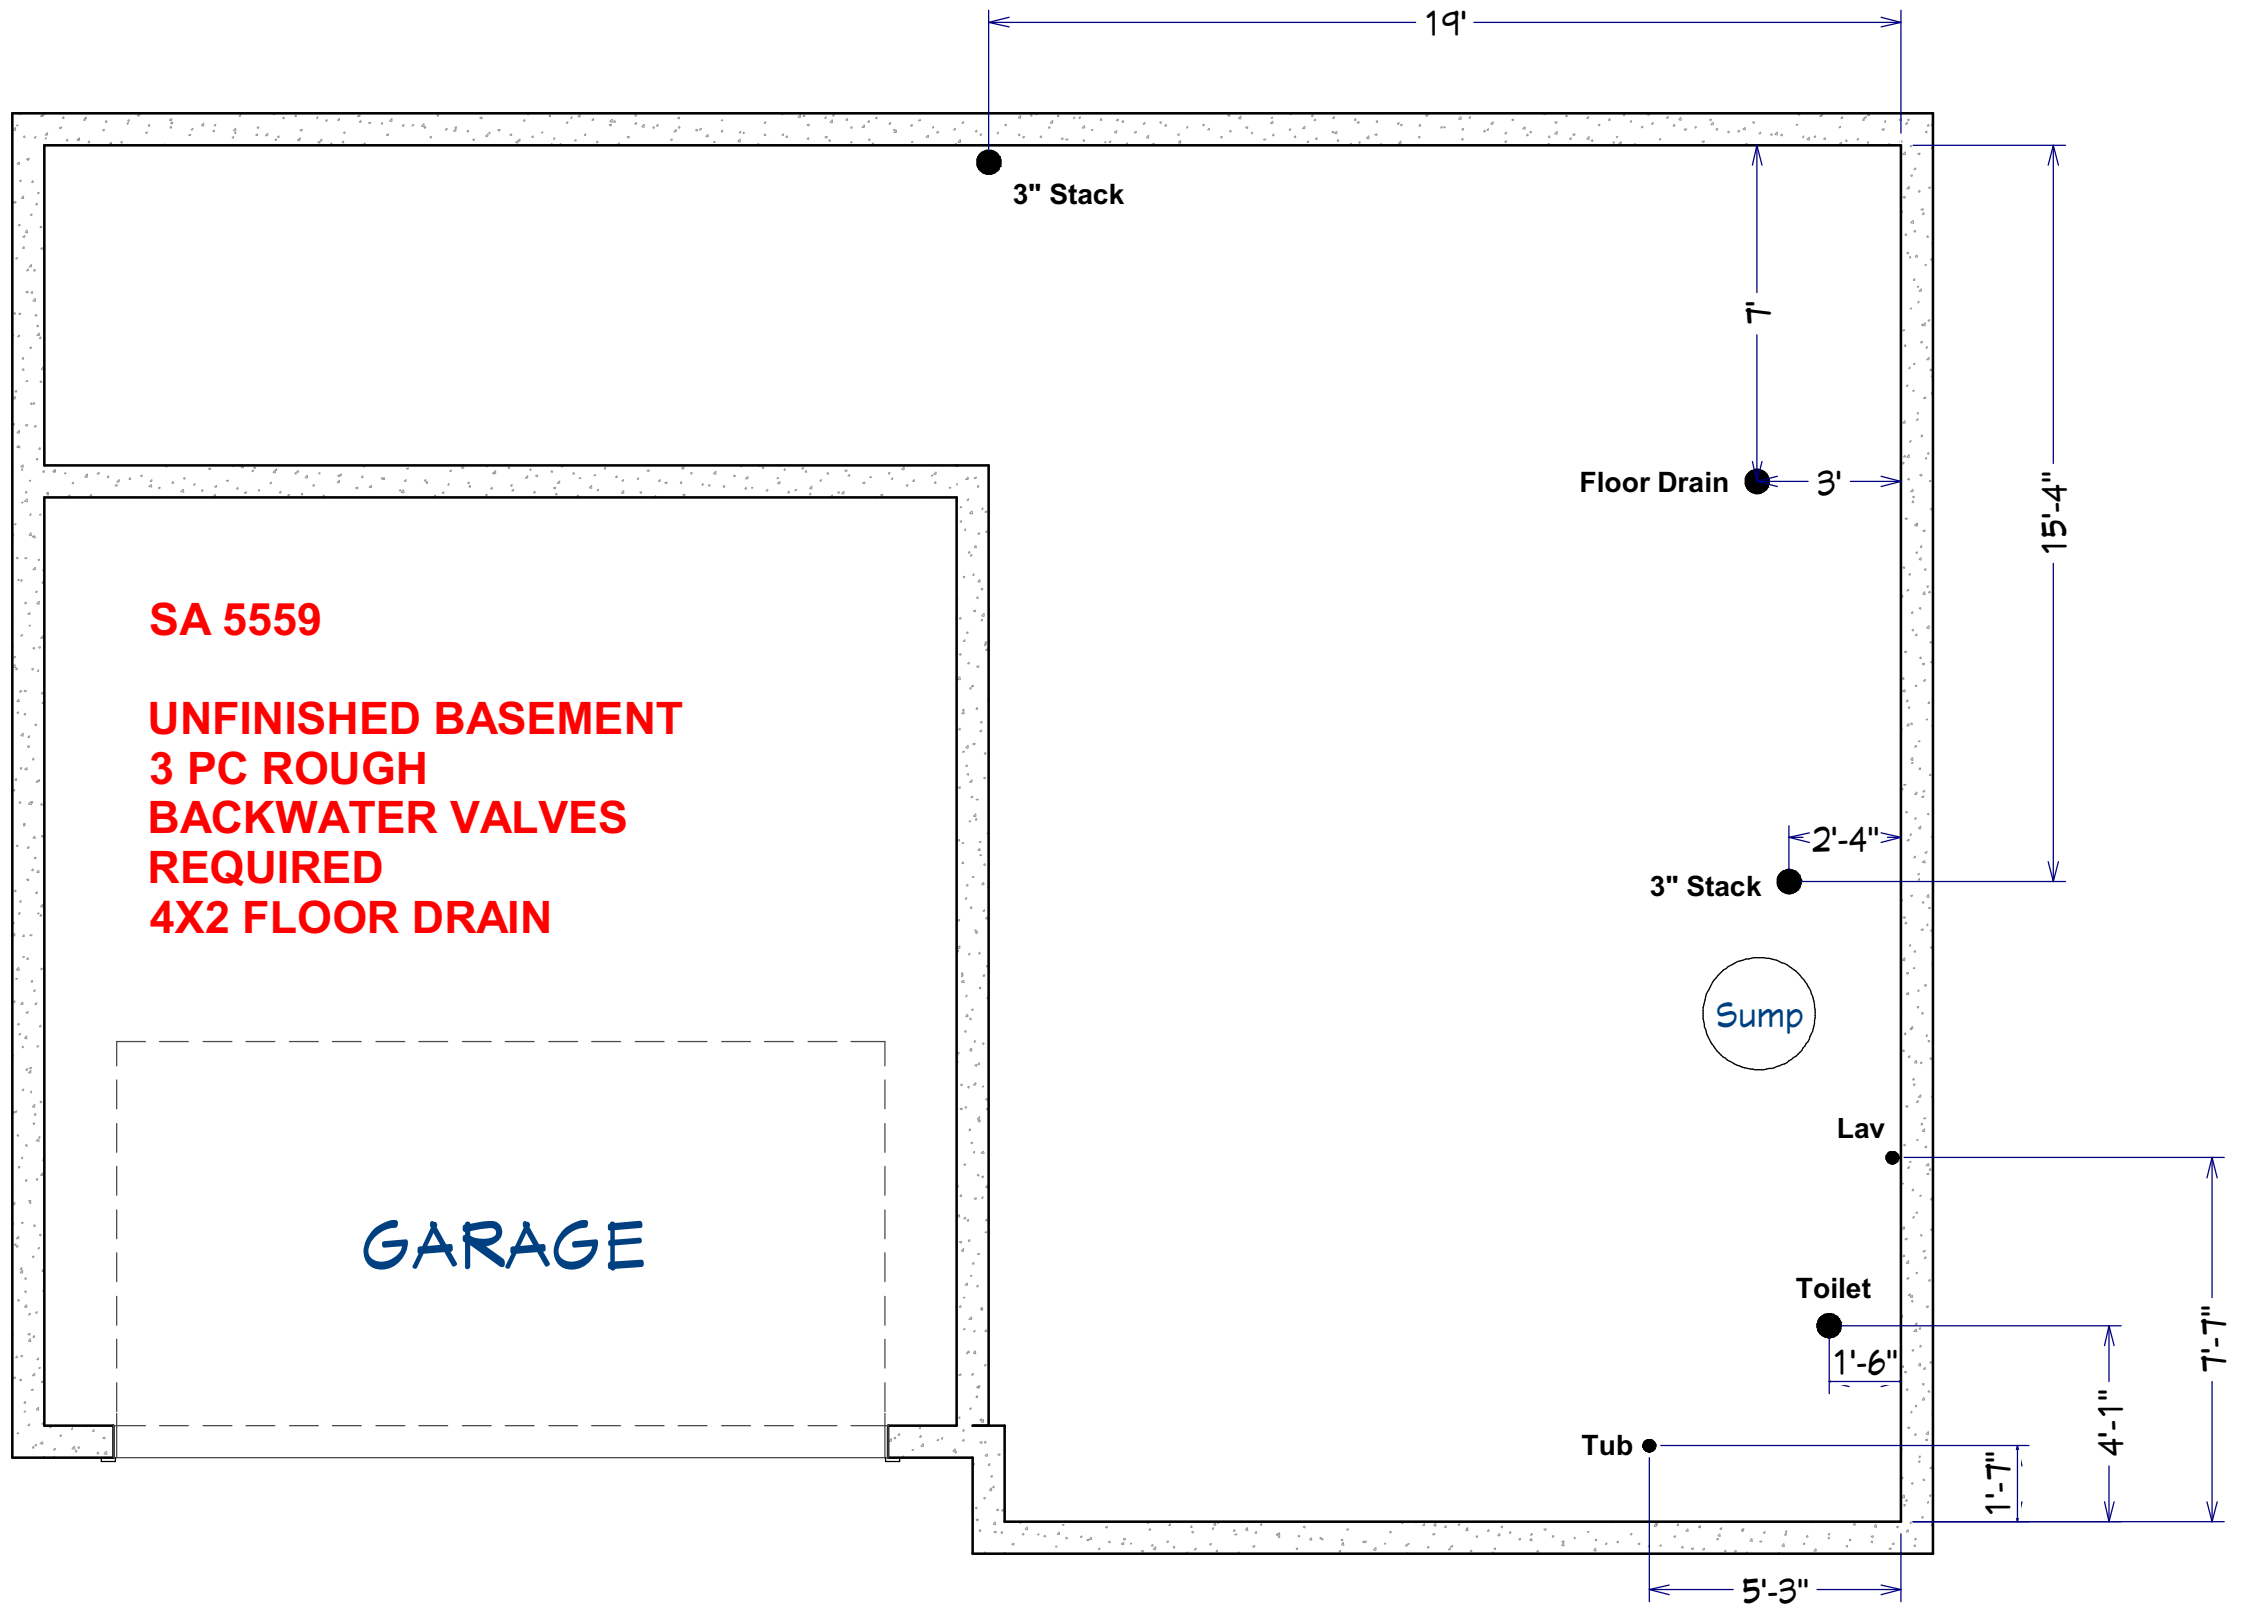 19'
3" Stack
7'
Floor Drain
3'
15'-4"
SA 5559
UNFINISHED BASEMENT
3 PC ROUGH
BACKWATER VALVES
REQUIRED
4X2 FLOOR DRAIN
2'-4"
3" Stack
Sump
Lav
GARAGE
Toilet
7'-7"
1'-6"
4'-1"
Tub
1'-7"
5'-3"